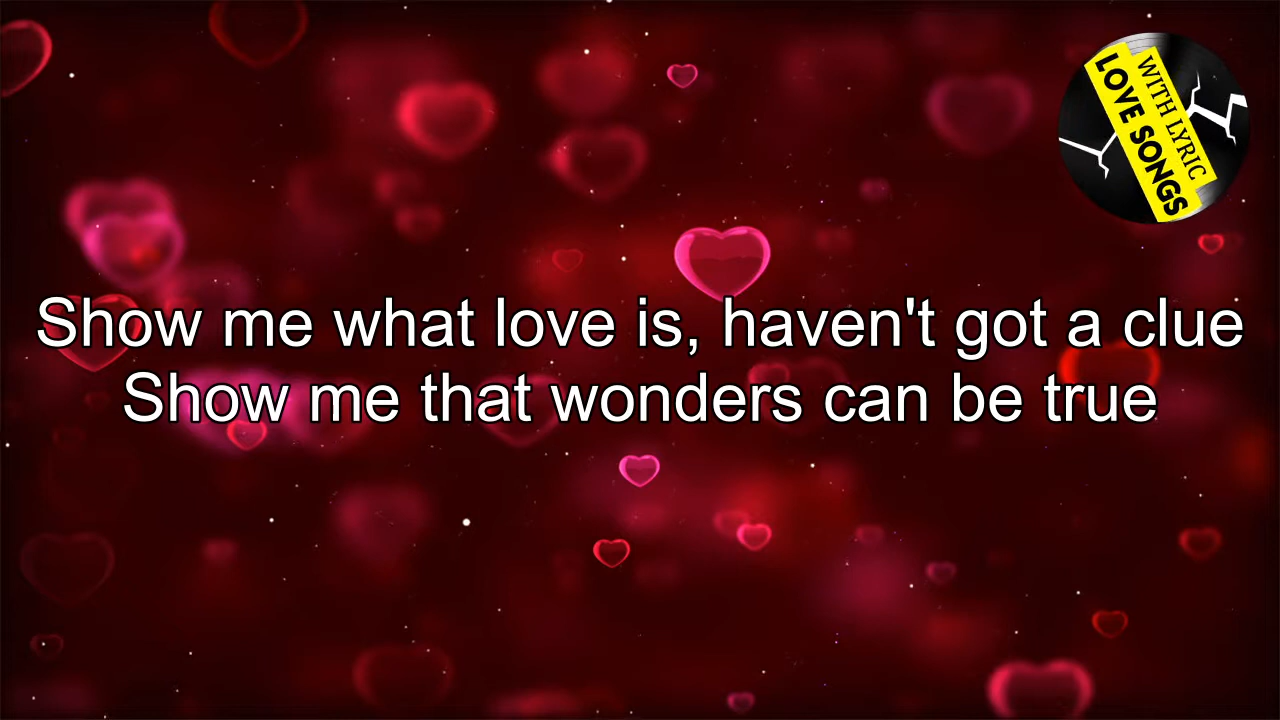 WITH LYRIC
LOVE SONGS
Show me what love is, haven't got a clue
Show me that wonders can be true